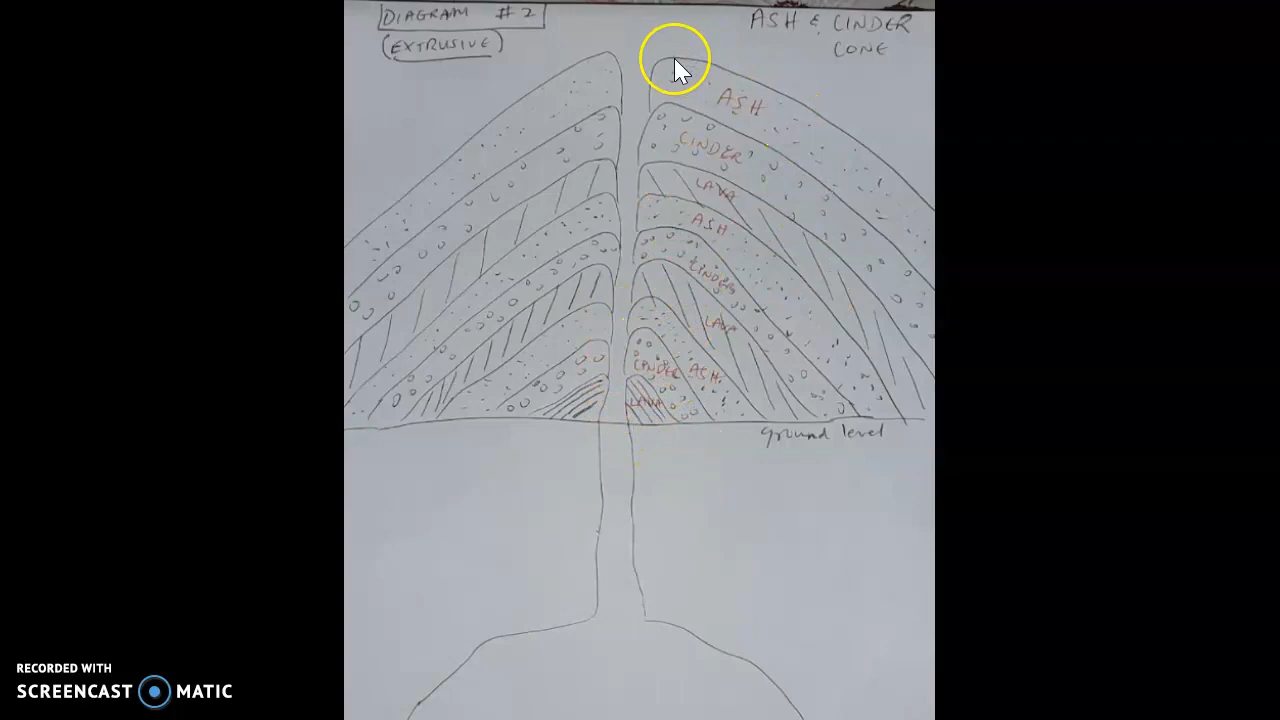 DIAGRAM #2
(EXTRUSIVE)
ASH & CINDER
CONE
ASH
CINDER
LAVA
ASH
CINDER
LAVA
CINDER ASH
LAVA
ground level
RECORDED WITH
SCREENCAST MATIC